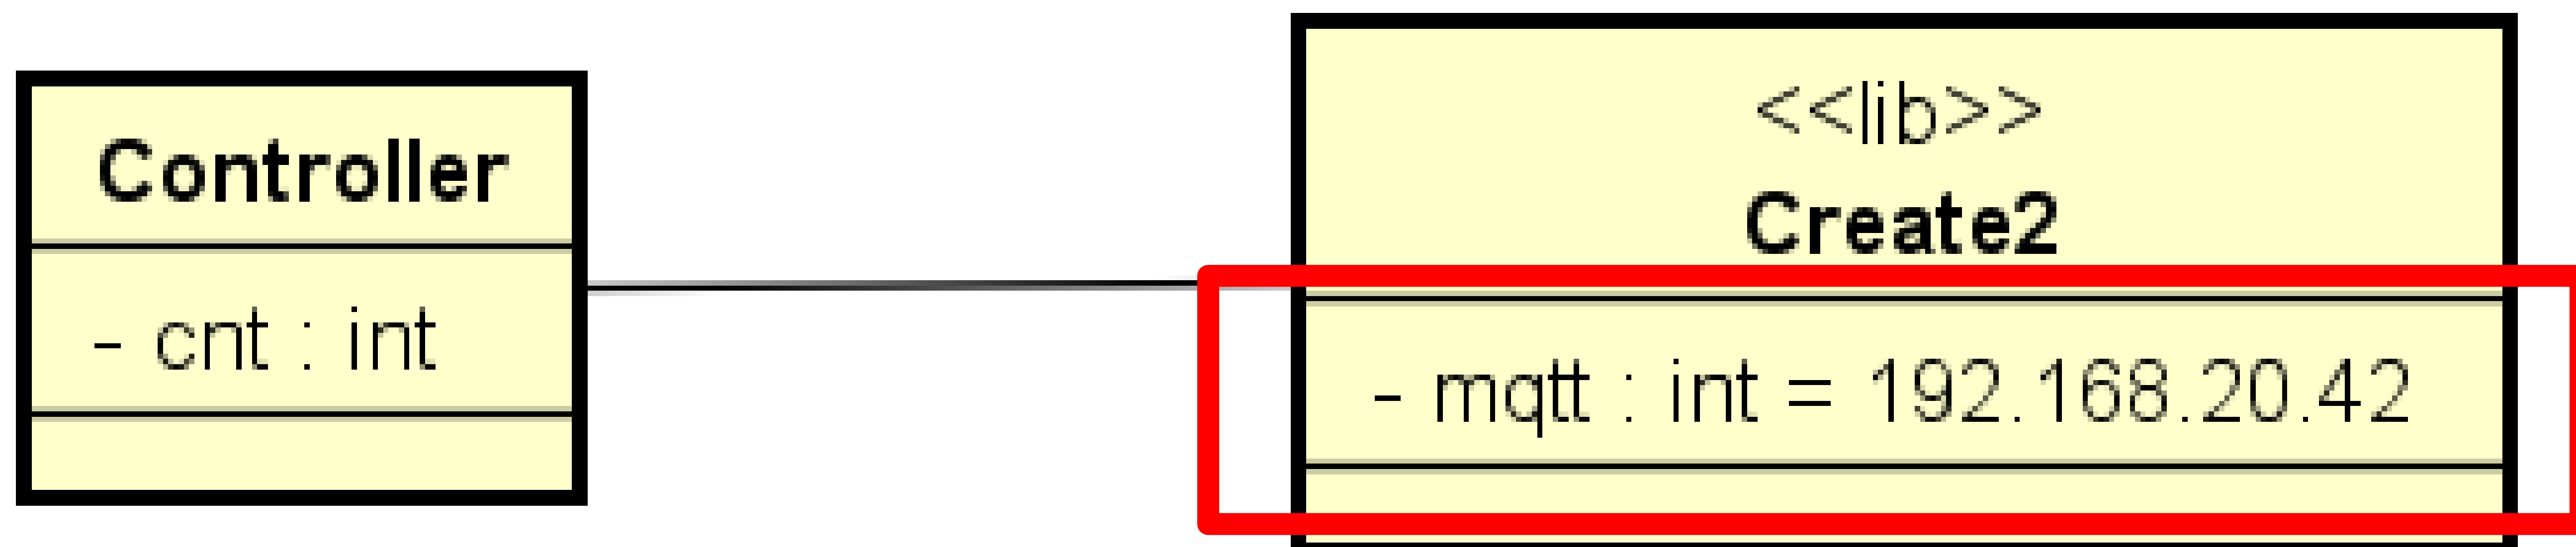 Controller
- cnt : int
<<lib>>
Create2
- mqtt : int = 192.168.20.42